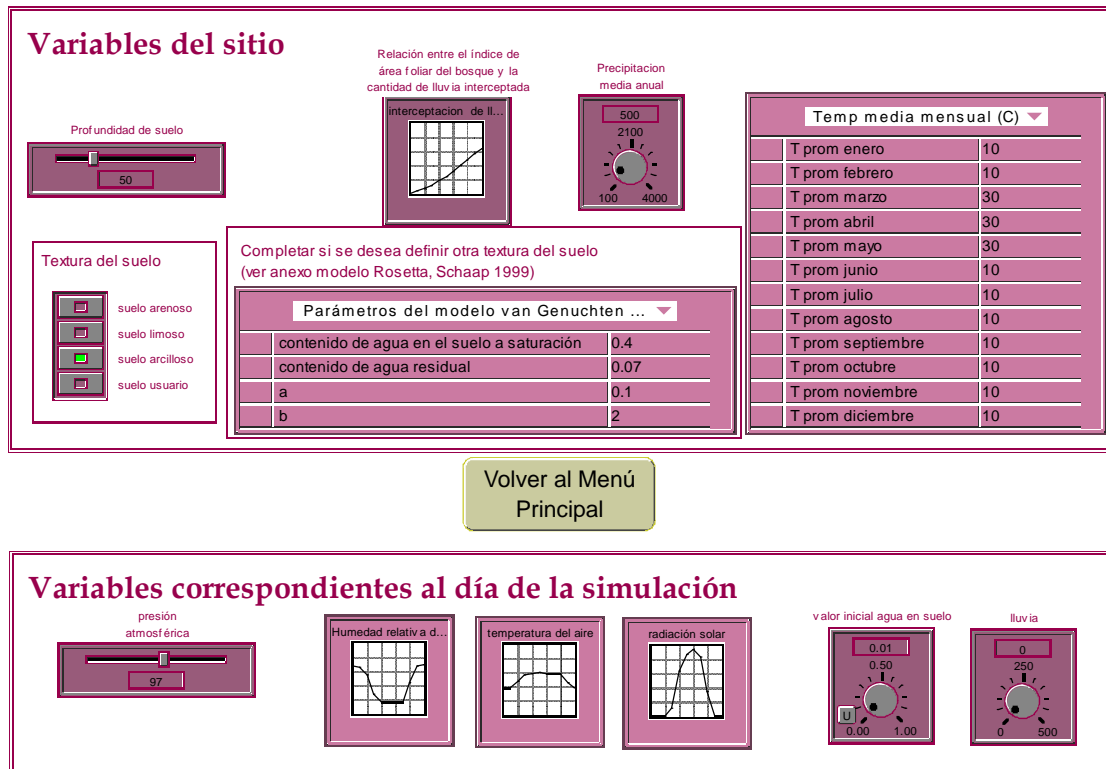 Variables del sitio
Profundidad de suelo
50
Relación entre el índice de
área foliar del bosque y la
cantidad de lluvia interceptada
interceptacion de ll...
Precipitacion
media anual
500
2100
100 4000
Temp media mensual (C)
T prom enero 10
T prom febrero 10
T prom marzo 30
T prom abril 30
T prom mayo 30
T prom junio 10
T prom julio 10
T prom agosto 10
T prom septiembre 10
T prom octubre 10
T prom noviembre 10
T prom diciembre 10
Textura del suelo
suelo arenoso
suelo limoso
suelo arcilloso
suelo usuario
Completar si se desea definir otra textura del suelo
(ver anexo modelo Rosetta, Schaap 1999)
Parámetros del modelo van Genuchten ...
contenido de agua en el suelo a saturación 0.4
contenido de agua residual 0.07
a 0.1
b 2
Volver al Menú
Principal
Variables correspondientes al día de la simulación
presión
atmosférica
97
Humedad relativa d...
temperatura del aire
radiación solar
valor inicial agua en suelo
0.01
0.50
U
0.00 1.00
lluvia
0
250
0 500